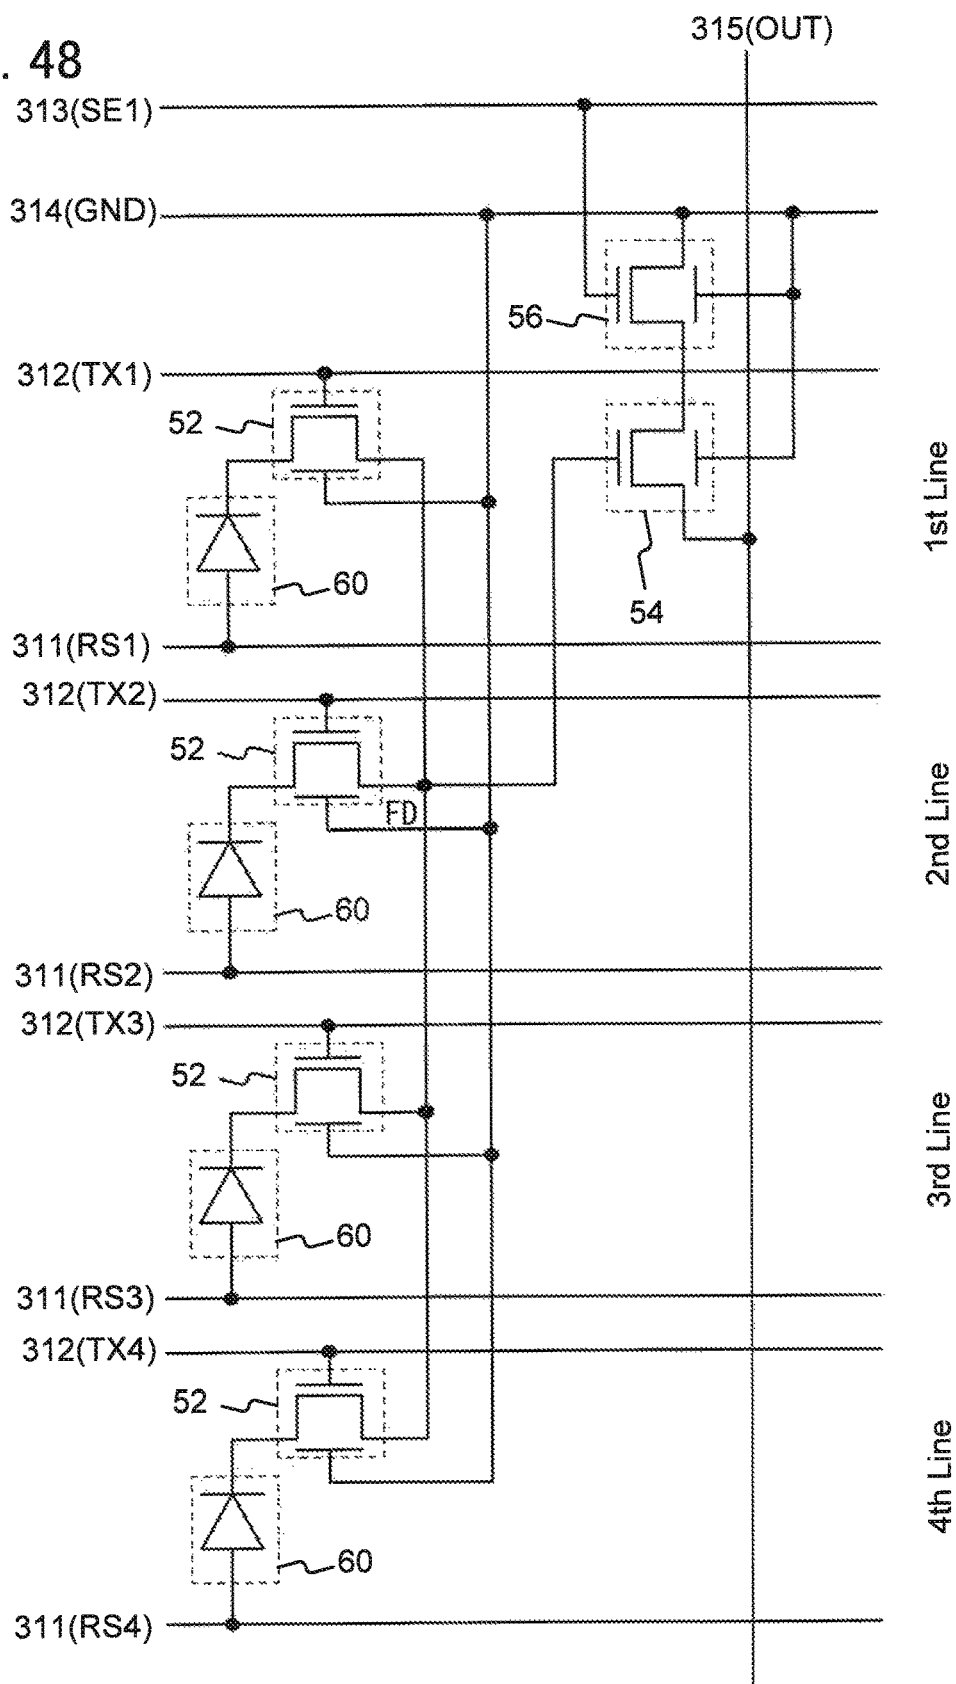 . 48
315(OUT)
313(SE1)
314(GND)
56
312(TX1)
52
54
60
1st Line
311(RS1)
312(TX2)
52
FD
60
2nd Line
311(RS2)
312(TX3)
52
60
3rd Line
311(RS3)
312(TX4)
52
60
4th Line
311(RS4)